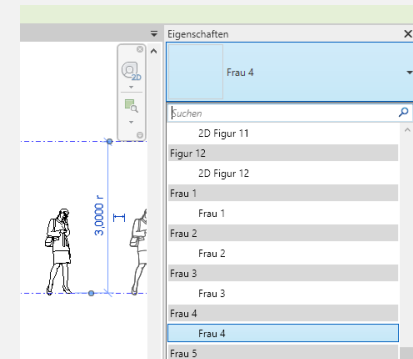 Eigenschaften
Frau 4
2D
Suchen
2D Figur 11
Figur 12
2D Figur 12
Frau 1
Frau 1
Frau 2
Frau 2
Frau 3
Frau 3
Frau 4
Frau 4
Frau 5
3,0000 r